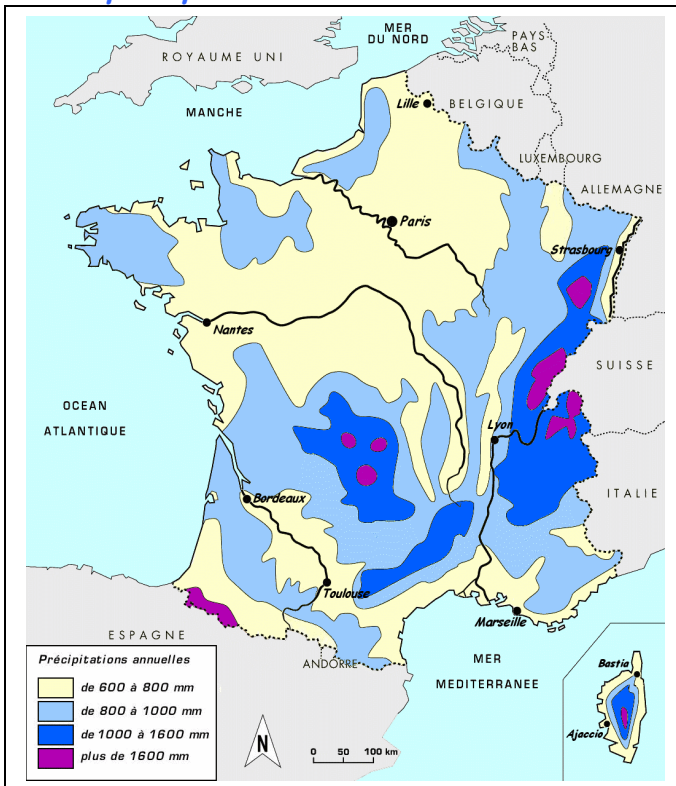 MER
DU NORD
PAYS
BAS
ROYAUME UNI
Lille
BELGIQUE
MANCHE
LUXEMBOURG
ALLEMAGNE
Paris
Strasbourg
Nantes
SUISSE
OCEAN
ATLANTIQUE
Lyon
ITALIE
Bordeaux
Toulouse
Marseille
ESPAGNE
ANDORRE
MER
MEDITERRANEE
Bastia
Ajaccio
Précipitations annuelles
de 600 à 800 mm
de 800 à 1000 mm
de 1000 à 1600 mm
plus de 1600 mm
N
0 50 100 km